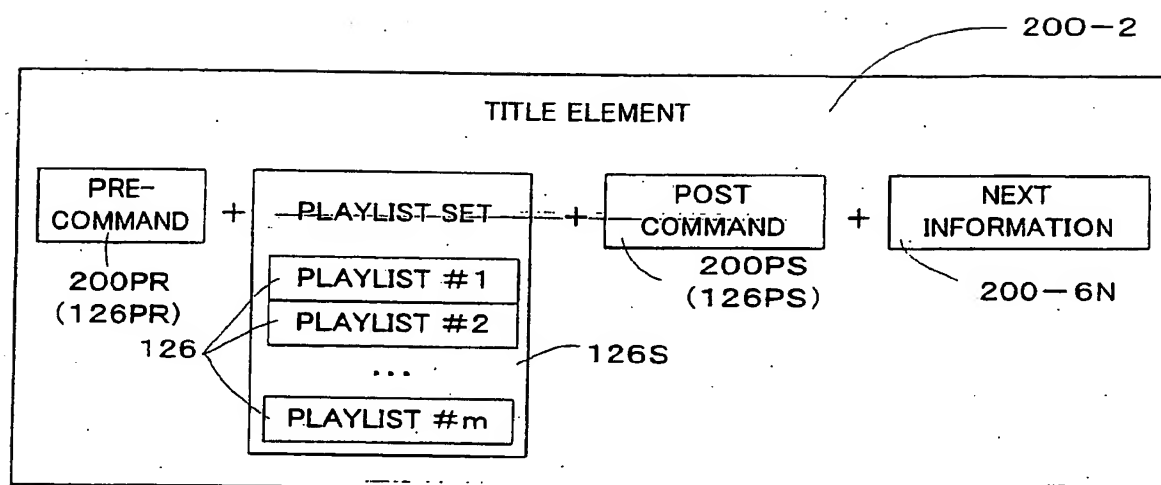 200-2
TITLE ELEMENT
PRE-
COMMAND
+
PLAYLIST SET
+
POST
COMMAND
+
NEXT
INFORMATION
200PR
(126PR)
PLAYLIST #1
PLAYLIST #2
...
PLAYLIST #m
126
126S
200PS
(126PS)
200-6N